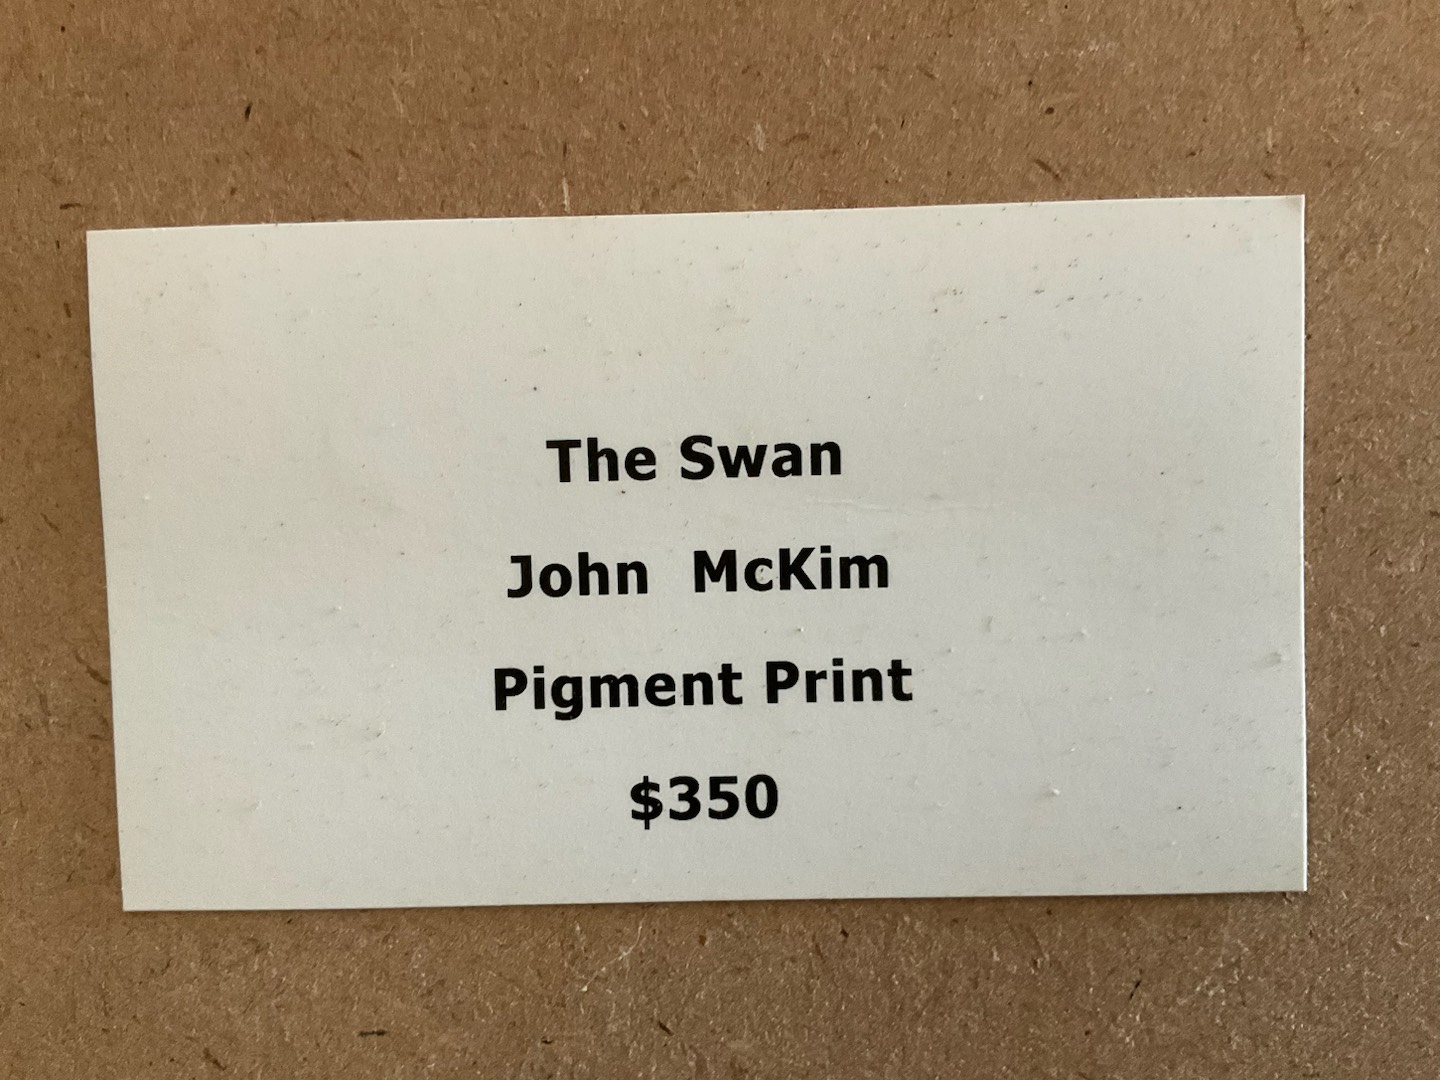 The Swan
John McKim
Pigment Print
$350